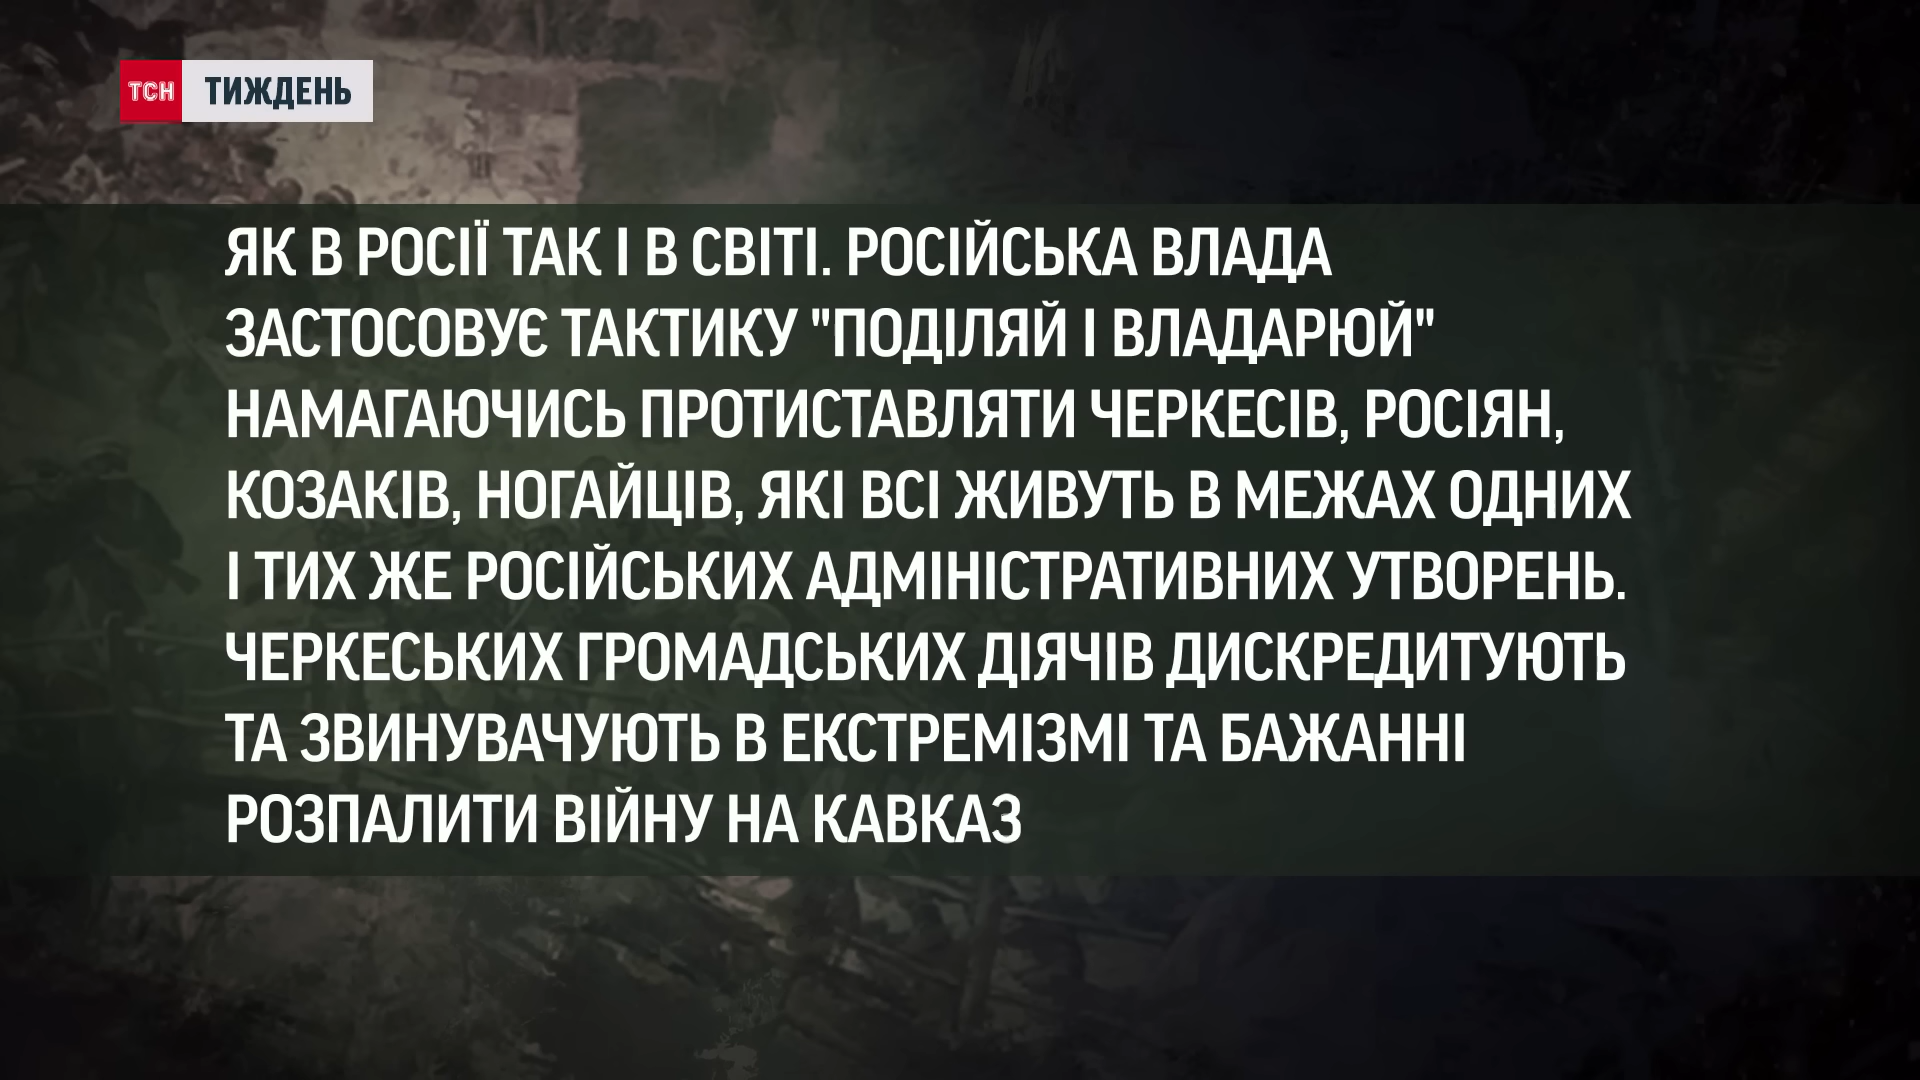 ТСН ТИЖДЕНЬ
ЯК В РОСІЇ ТАК І В СВІТІ. РОСІЙСЬКА ВЛАДА
ЗАСТОСОВУЄ ТАКТИКУ "ПОДІЛЯЙ І ВЛАДАРЮЙ"
НАМАГАЮЧИСЬ ПРОТИСТАВЛЯТИ ЧЕРКЕСІВ, РОСІЯН,
КОЗАКІВ, НОГАЙЦІВ, ЯКІ ВСІ ЖИВУТЬ В МЕЖАХ ОДНИХ
І ТИХ ЖЕ РОСІЙСЬКИХ АДМІНІСТРАТИВНИХ УТВОРЕНЬ.
ЧЕРКЕСЬКИХ ГРОМАДСЬКИХ ДІЯЧІВ ДИСКРЕДИТУЮТЬ
ТА ЗВИНУВАЧУЮТЬ В ЕКСТРЕМІЗМІ ТА БАЖАННІ
РОЗПАЛИТИ ВІЙНУ НА КАВКАЗ